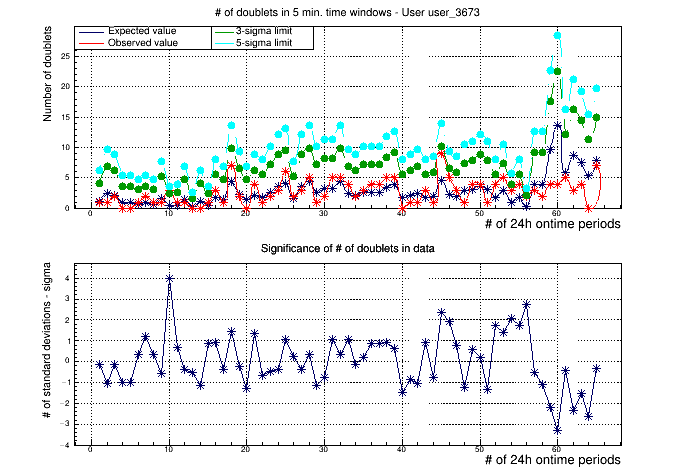 # of doublets in 5 min. time windows - User user_3673
Number of doublets
Expected value
3-sigma limit
Observed value
5-sigma limit
25
20
15
10
5
0
0 10 20 30 40 50 60
# of 24h ontime periods
Significance of # of doublets in data
# of standard deviations - sigma
4
3
2
1
0
−1
−2
−3
−4
0 10 20 30 40 50 60
# of 24h ontime periods